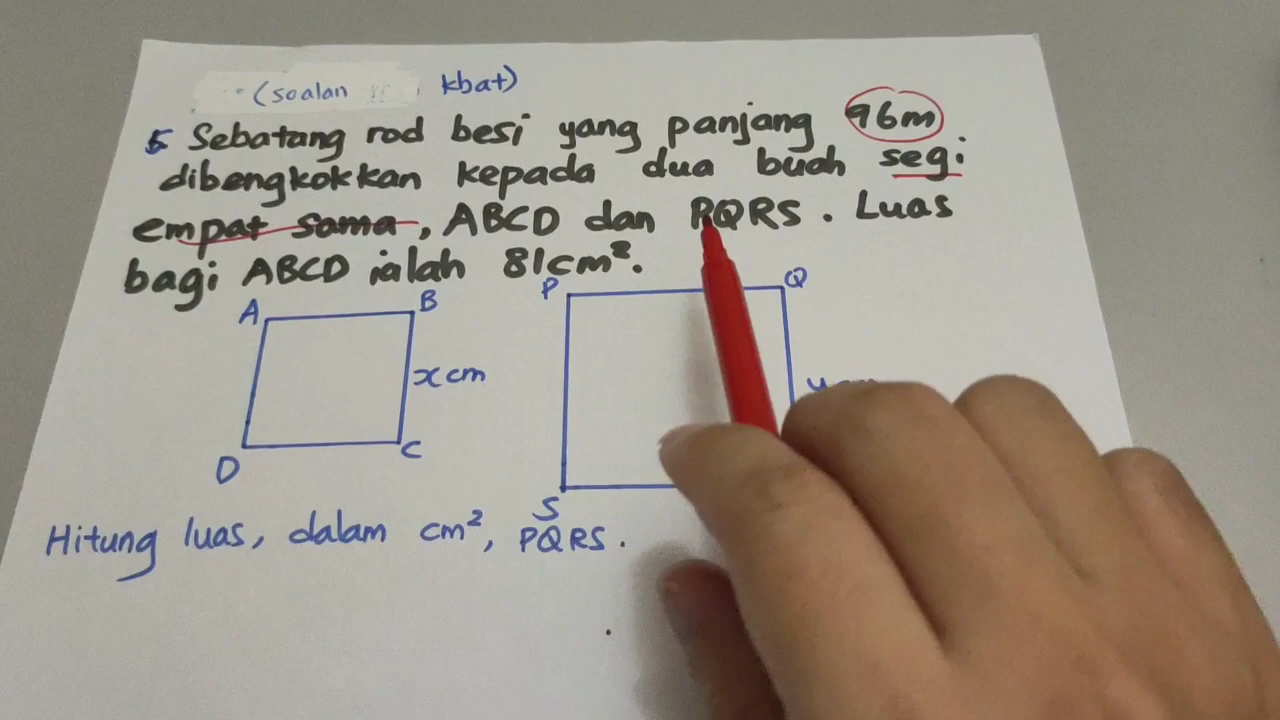 (soalan kbat)
5 Sebatang rod besi yang panjang 96m
dibengkokkan kepada dua buah segi
empat sama, ABCD dan PQRS. Luas
bagi ABCD ialah 81cm².
P Q
A B
x cm
D C
S
Hitung luas, dalam cm², PQRS.